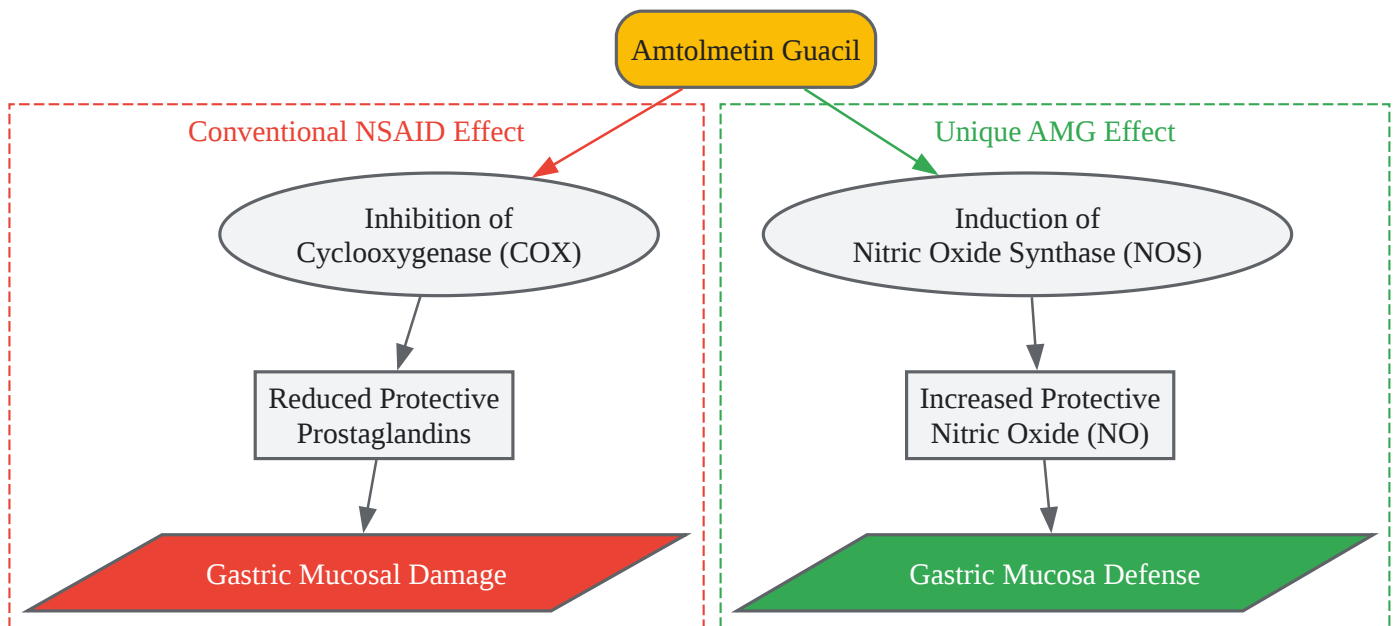 Amtolmetin Guacil
Conventional NSAID Effect
Inhibition of
Cyclooxygenase (COX)
Reduced Protective
Prostaglandins
Gastric Mucosal Damage
Unique AMG Effect
Induction of
Nitric Oxide Synthase (NOS)
Increased Protective
Nitric Oxide (NO)
Gastric Mucosa Defense